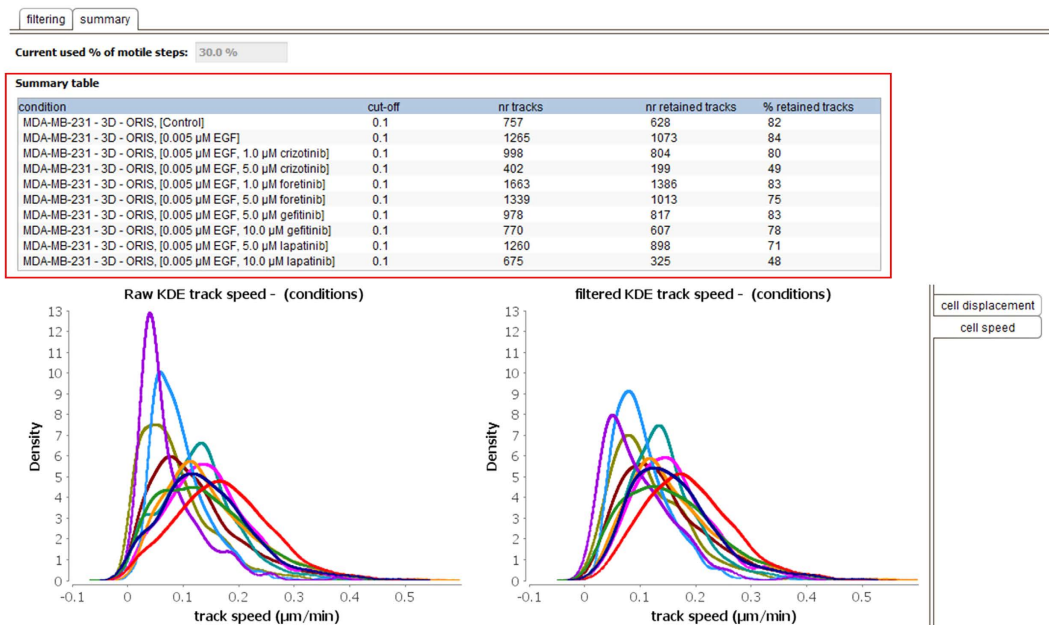 filtering summary
Current used % of motile steps: 30.0 %
Summary table
condition cut-off nr tracks nr retained tracks % retained tracks
MDA-MB-231 - 3D - ORIS, [Control] 0.1 757 628 82
MDA-MB-231 - 3D - ORIS, [0.005 µM EGF] 0.1 1265 1073 84
MDA-MB-231 - 3D - ORIS, [0.005 µM EGF, 1.0 µM crizotinib] 0.1 998 804 80
MDA-MB-231 - 3D - ORIS, [0.005 µM EGF, 5.0 µM crizotinib] 0.1 402 199 49
MDA-MB-231 - 3D - ORIS, [0.005 µM EGF, 1.0 µM foretinib] 0.1 1663 1386 83
MDA-MB-231 - 3D - ORIS, [0.005 µM EGF, 5.0 µM foretinib] 0.1 1339 1013 75
MDA-MB-231 - 3D - ORIS, [0.005 µM EGF, 5.0 µM gefitinib] 0.1 978 817 83
MDA-MB-231 - 3D - ORIS, [0.005 µM EGF, 10.0 µM gefitinib] 0.1 770 607 78
MDA-MB-231 - 3D - ORIS, [0.005 µM EGF, 5.0 µM lapatinib] 0.1 1260 898 71
MDA-MB-231 - 3D - ORIS, [0.005 µM EGF, 10.0 µM lapatinib] 0.1 675 325 48
Raw KDE track speed - (conditions)
13
12
11
10
9
8
7
6
5
4
3
2
1
0
Density
-0.1 0 0.1 0.2 0.3 0.4 0.5
track speed (µm/min)
filtered KDE track speed - (conditions)
13
12
11
10
9
8
7
6
5
4
3
2
1
0
Density
-0.1 0 0.1 0.2 0.3 0.4 0.5
track speed (µm/min)
cell displacement
cell speed